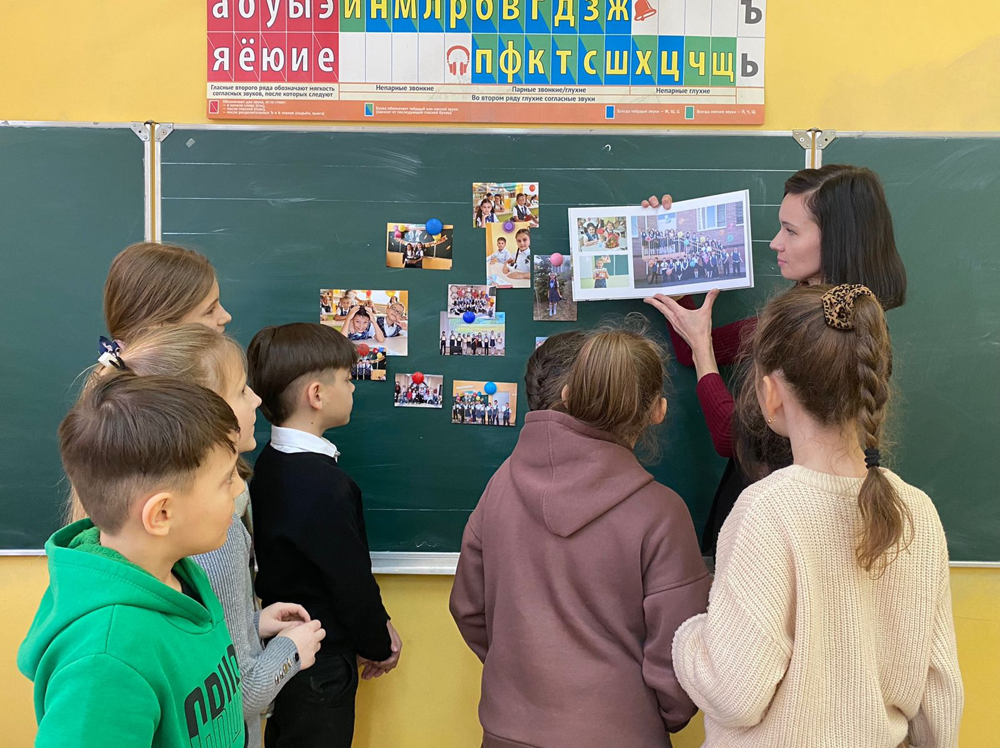 а о у ы э й н м л р б в г д з ж Ъ
я ё ю и е п ф к т с ш х ц ч щ Ь
Гласные второго ряда обозначают мягкость
согласных звуков, после которых следуют
Непарные звонкие Парные звонкие/глухие Непарные глухие
Во втором ряду глухие согласные звуки
Обозначают два звука, если стоят:
— в начале слова (ёль),
— после гласной (пояс),
— после разделительных Ъ и Ь знаков (подъём, вьюга)
Буква обозначает твёрдый или мягкий звуки
(зависит от последующей гласной буквы)
Всегда твёрдые звуки — Ж, Ш, Ц
Всегда мягкие звуки — Й, Ч, Щ